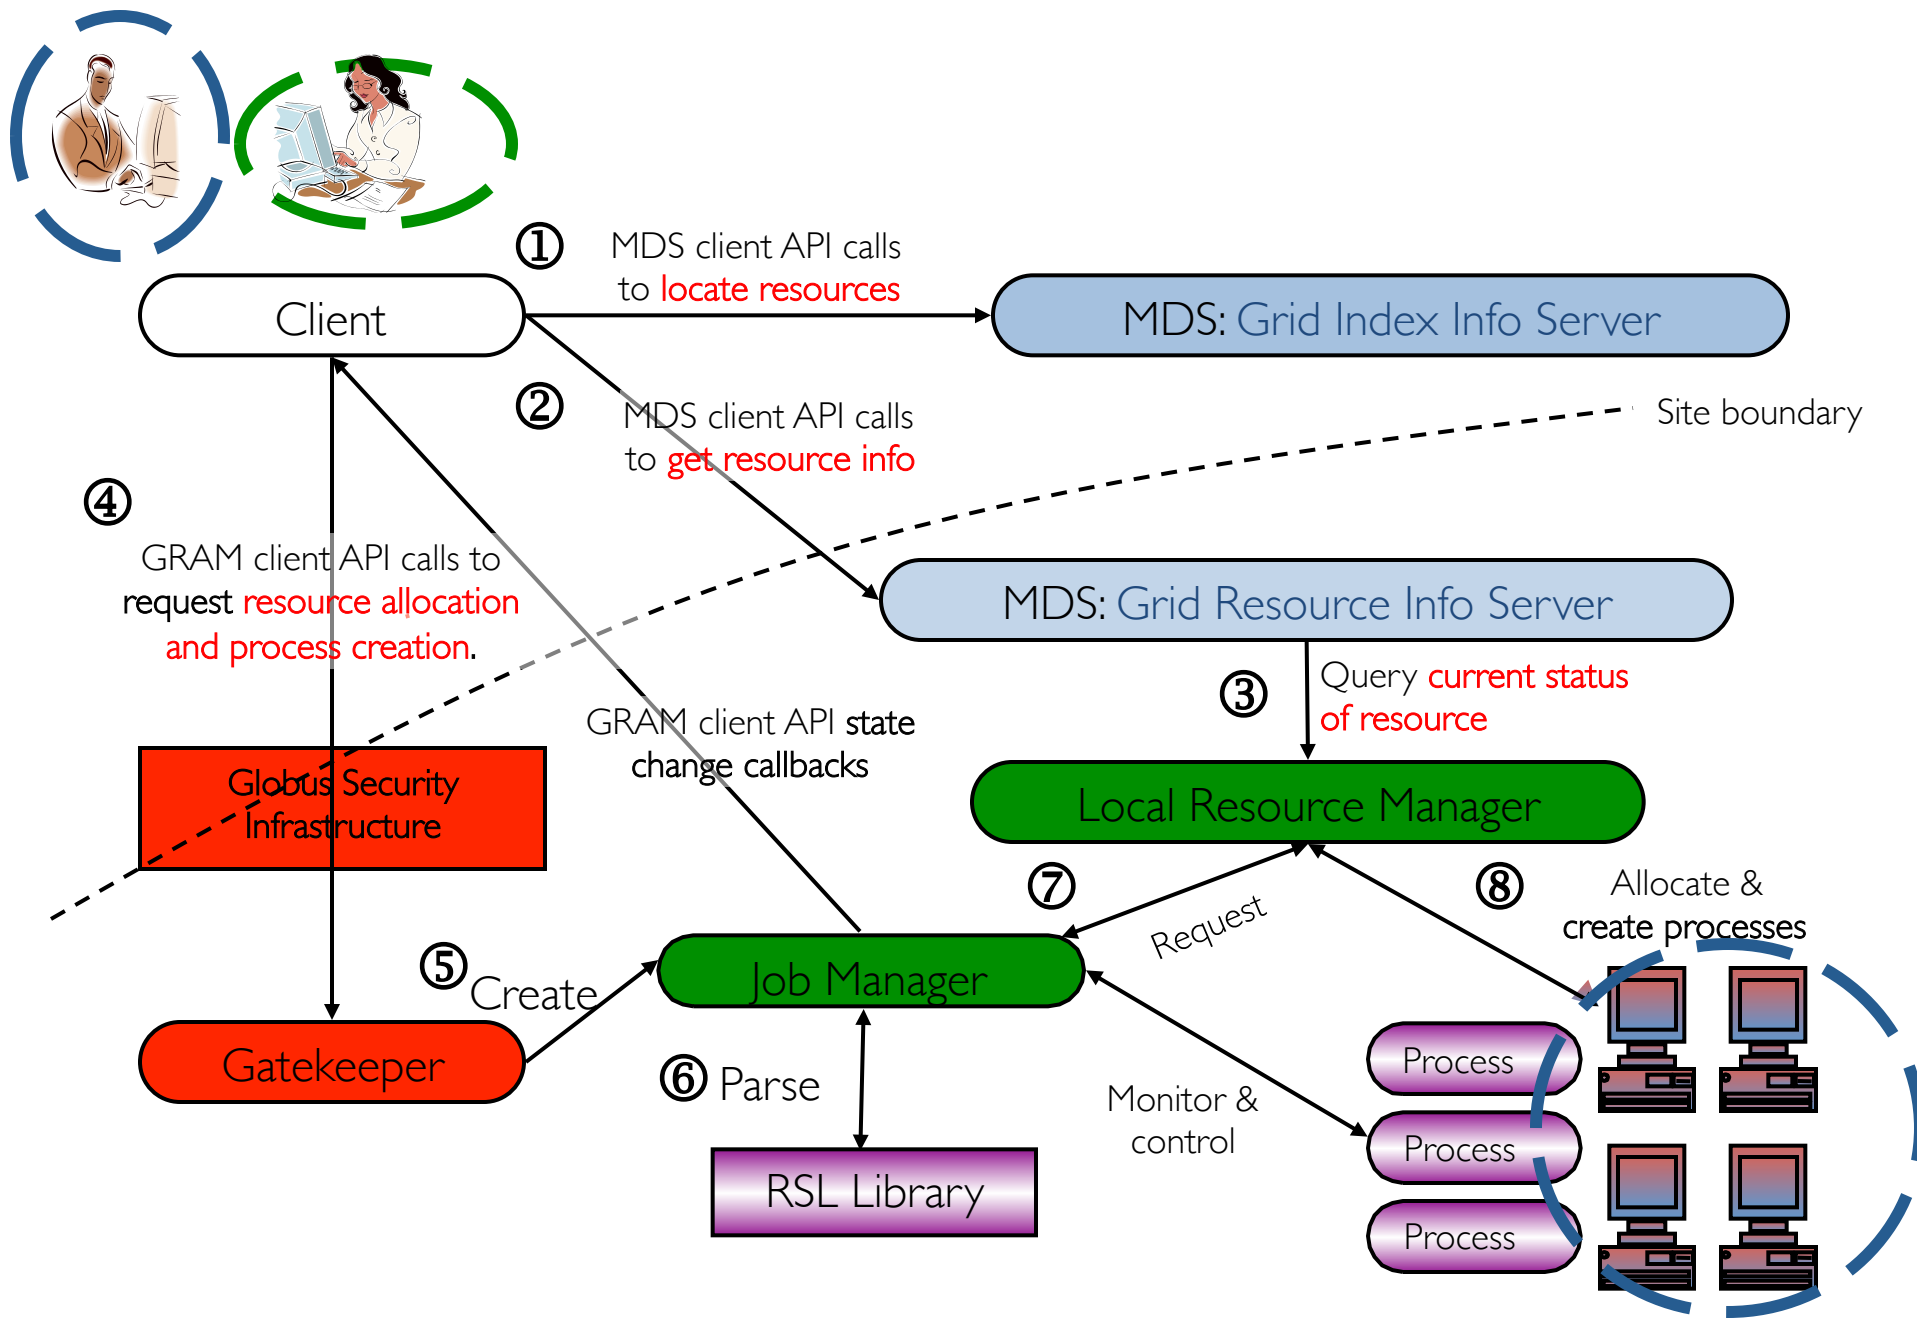 ①
MDS client API calls
to locate resources
Client
MDS: Grid Index Info Server
②
MDS client API calls
to get resource info
Site boundary
④
GRAM client API calls to
request resource allocation
and process creation.
MDS: Grid Resource Info Server
③
Query current status
of resource
GRAM client API state
change callbacks
Globus Security
Infrastructure
Local Resource Manager
⑦
Request
⑧
Allocate &
create processes
⑤
Create
Job Manager
Gatekeeper
⑥
Parse
RSL Library
Monitor &
control
Process
Process
Process